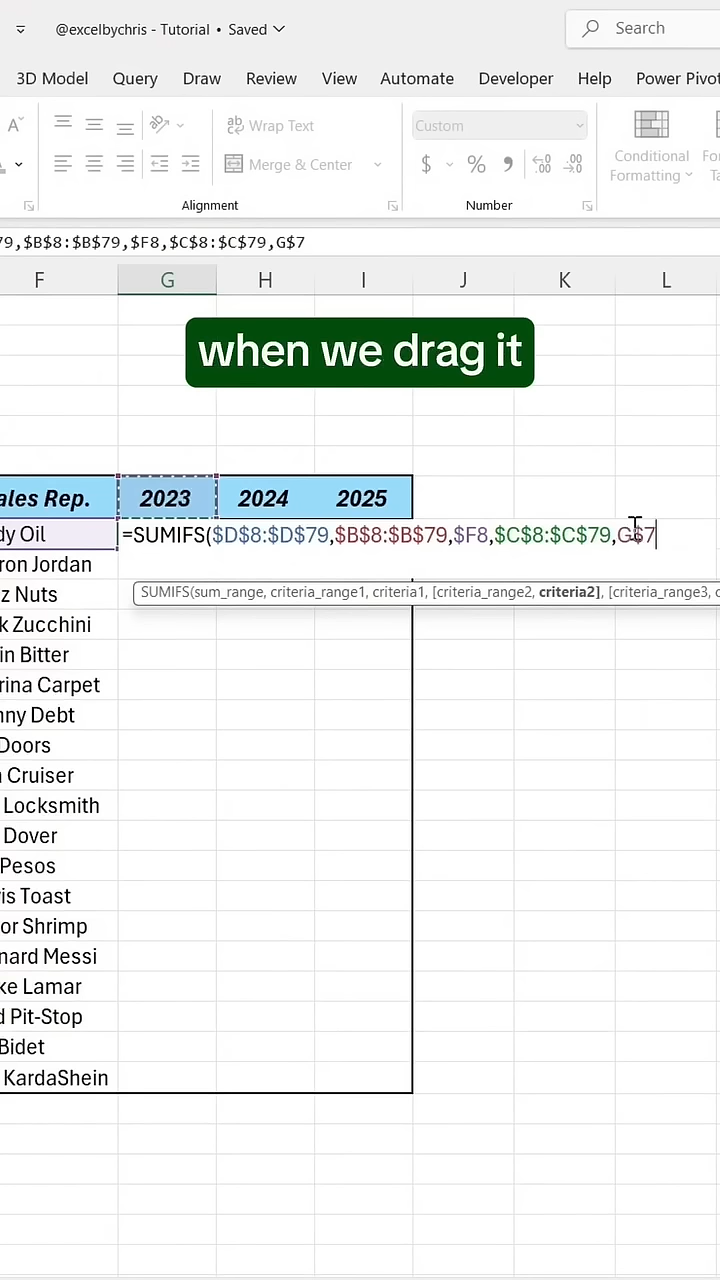 @excelbychris - Tutorial • Saved
Search
3D Model Query Draw Review View Automate Developer Help Power Pivot
A
ab Wrap Text
Custom
Merge & Center
$ % 9 .00 .00
Conditional
Formatting
Alignment
Number
79,$B$8:$B$79,$F8,$C$8:$C$79,G$7
F G H I J K L
when we drag it
ales Rep. 2023 2024 2025
dy Oil =SUMIFS($D$8:$D$79,$B$8:$B$79,$F8,$C$8:$C$79,G$7
ron Jordan
SUMIFS(sum_range, criteria_range1, criteria1, [criteria_range2, criteria2], [criteria_range3, c
z Nuts
k Zucchini
in Bitter
rina Carpet
nny Debt
Doors
Cruiser
Locksmith
Dover
Pesos
is Toast
or Shrimp
nard Messi
ke Lamar
d Pit-Stop
Bidet
KardaShein